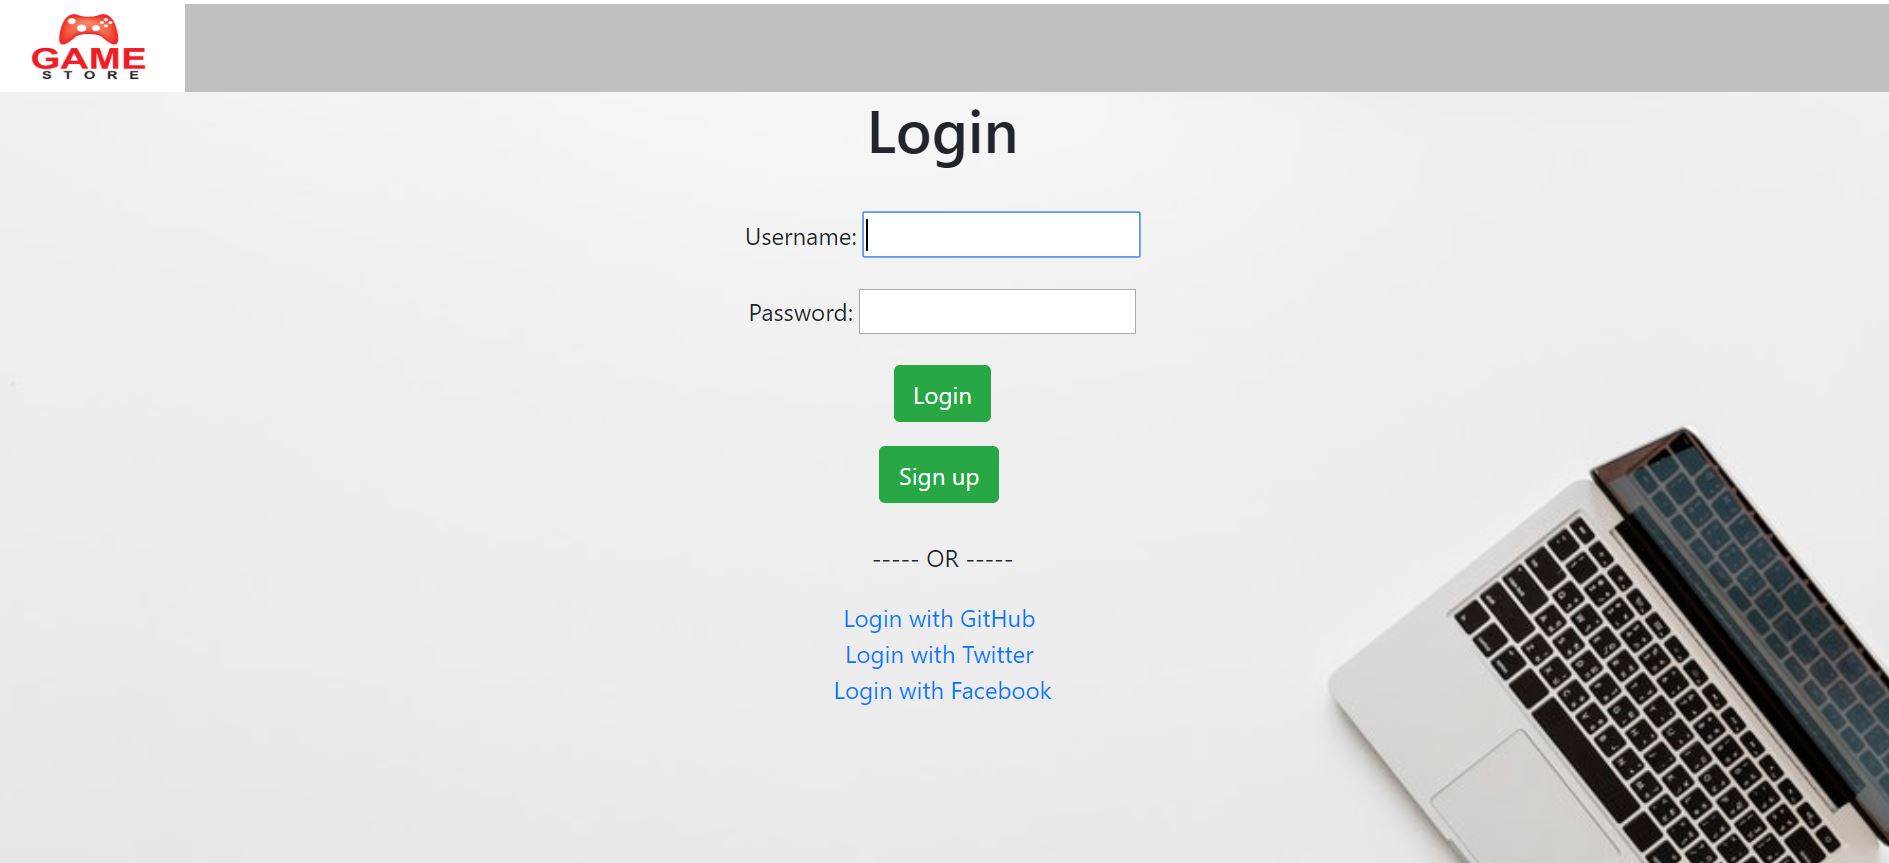 GAME
STORE
Login
Username:
Password:
Login
Sign up
----- OR -----
Login with GitHub
Login with Twitter
Login with Facebook